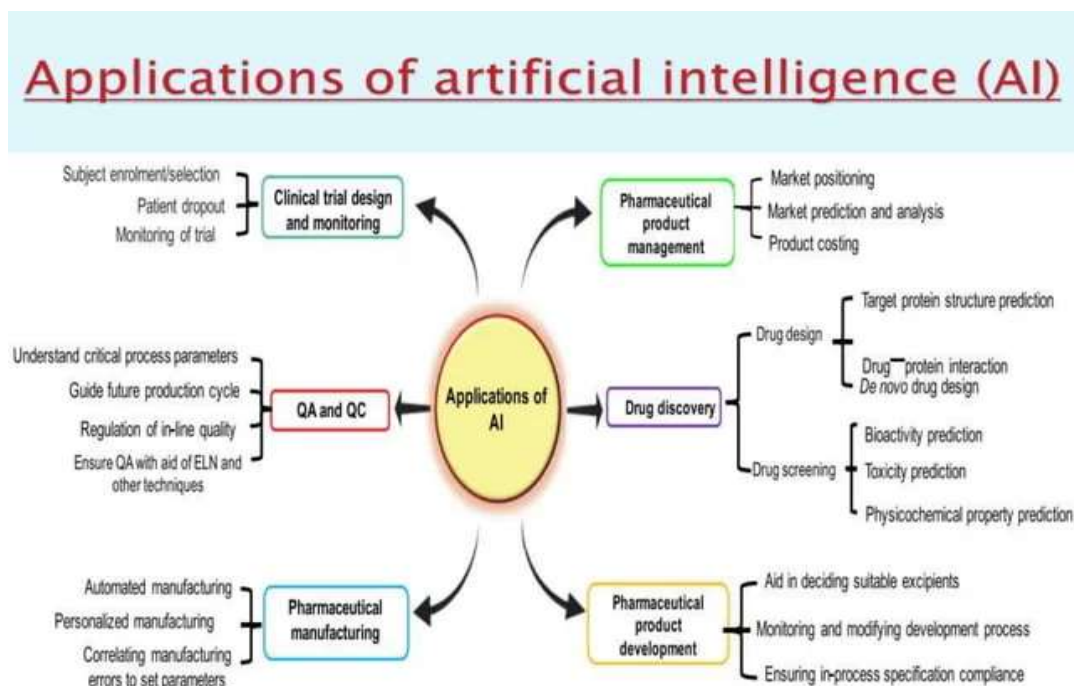 Applications of artificial intelligence (AI)
Subject enrolment/selection
Patient dropout
Monitoring of trial
Clinical trial design
and monitoring
Pharmaceutical
product
management
Market positioning
Market prediction and analysis
Product costing
Understand critical process parameters
Guide future production cycle
Regulation of in-line quality
Ensure QA with aid of ELN and
other techniques
QA and QC
Applications of
AI
Drug discovery
Drug design
Target protein structure prediction
Drug–protein interaction
De novo drug design
Drug screening
Bioactivity prediction
Toxicity prediction
Physicochemical property prediction
Automated manufacturing
Personalized manufacturing
Correlating manufacturing
errors to set parameters
Pharmaceutical
manufacturing
Pharmaceutical
product
development
Aid in deciding suitable excipients
Monitoring and modifying development process
Ensuring in-process specification compliance